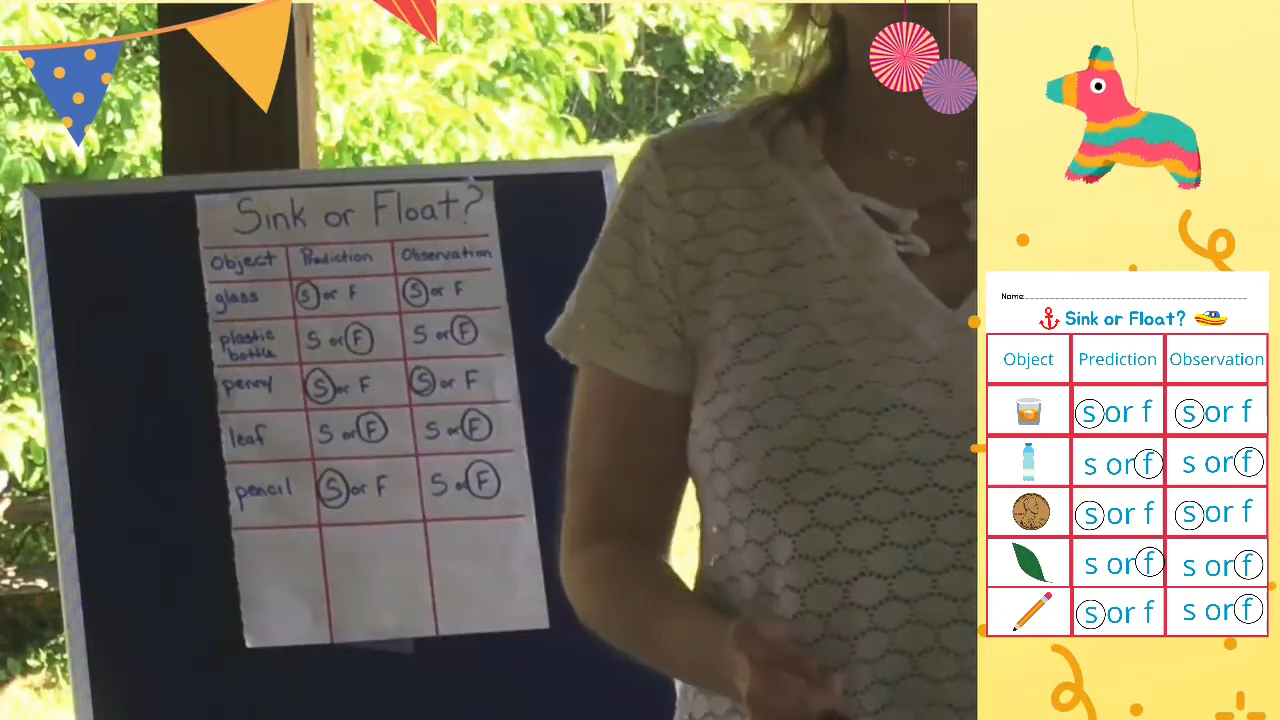 Sink or Float?
Object Prediction Observation
glass S or F S or F
plastic bottle S or F S or F
penny S or F S or F
leaf S or F S or F
pencil S or F S or F
Name
Sink or Float?
Object Prediction Observation
s or f s or f
s or f s or f
s or f s or f
s or f s or f
s or f s or f